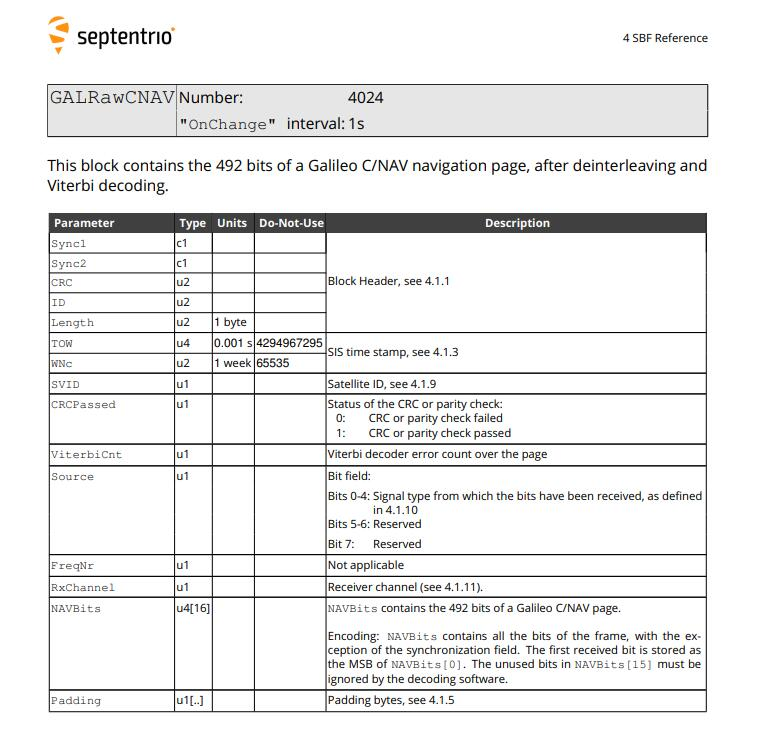 septentrio
4 SBF Reference
GALRawCNAV Number: 4024
"OnChange" interval: 1s
This block contains the 492 bits of a Galileo C/NAV navigation page, after deinterleaving and
Viterbi decoding.
Parameter Type Units Do-Not-Use Description
Sync1 c1
Sync2 c1
CRC u2 Block Header, see 4.1.1
ID u2
Length u2 1 byte
TOW u4 0.001 s 4294967295 SIS time stamp, see 4.1.3
WNc u2 1 week 65535
SVID u1 Satellite ID, see 4.1.9
CRCPassed u1 Status of the CRC or parity check:
0: CRC or parity check failed
1: CRC or parity check passed
ViterbiCnt u1 Viterbi decoder error count over the page
Source u1 Bit field:
Bits 0-4: Signal type from which the bits have been received, as defined
in 4.1.10
Bits 5-6: Reserved
Bit 7: Reserved
FreqNr u1 Not applicable
RxChannel u1 Receiver channel (see 4.1.11).
NAVBits u4[16] NAVBits contains the 492 bits of a Galileo C/NAV page.
Encoding: NAVBits contains all the bits of the frame, with the ex-
ception of the synchronization field. The first received bit is stored as
the MSB of NAVBits[0]. The unused bits in NAVBits[15] must be
ignored by the decoding software.
Padding u1[..] Padding bytes, see 4.1.5